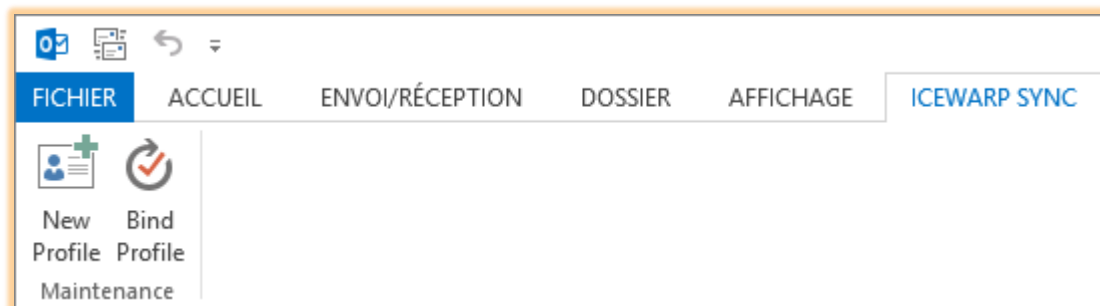 FICHIER ACCUEIL ENVOI/RÉCEPTION DOSSIER AFFICHAGE ICEWARP SYNC
New Profile Bind Profile
Maintenance